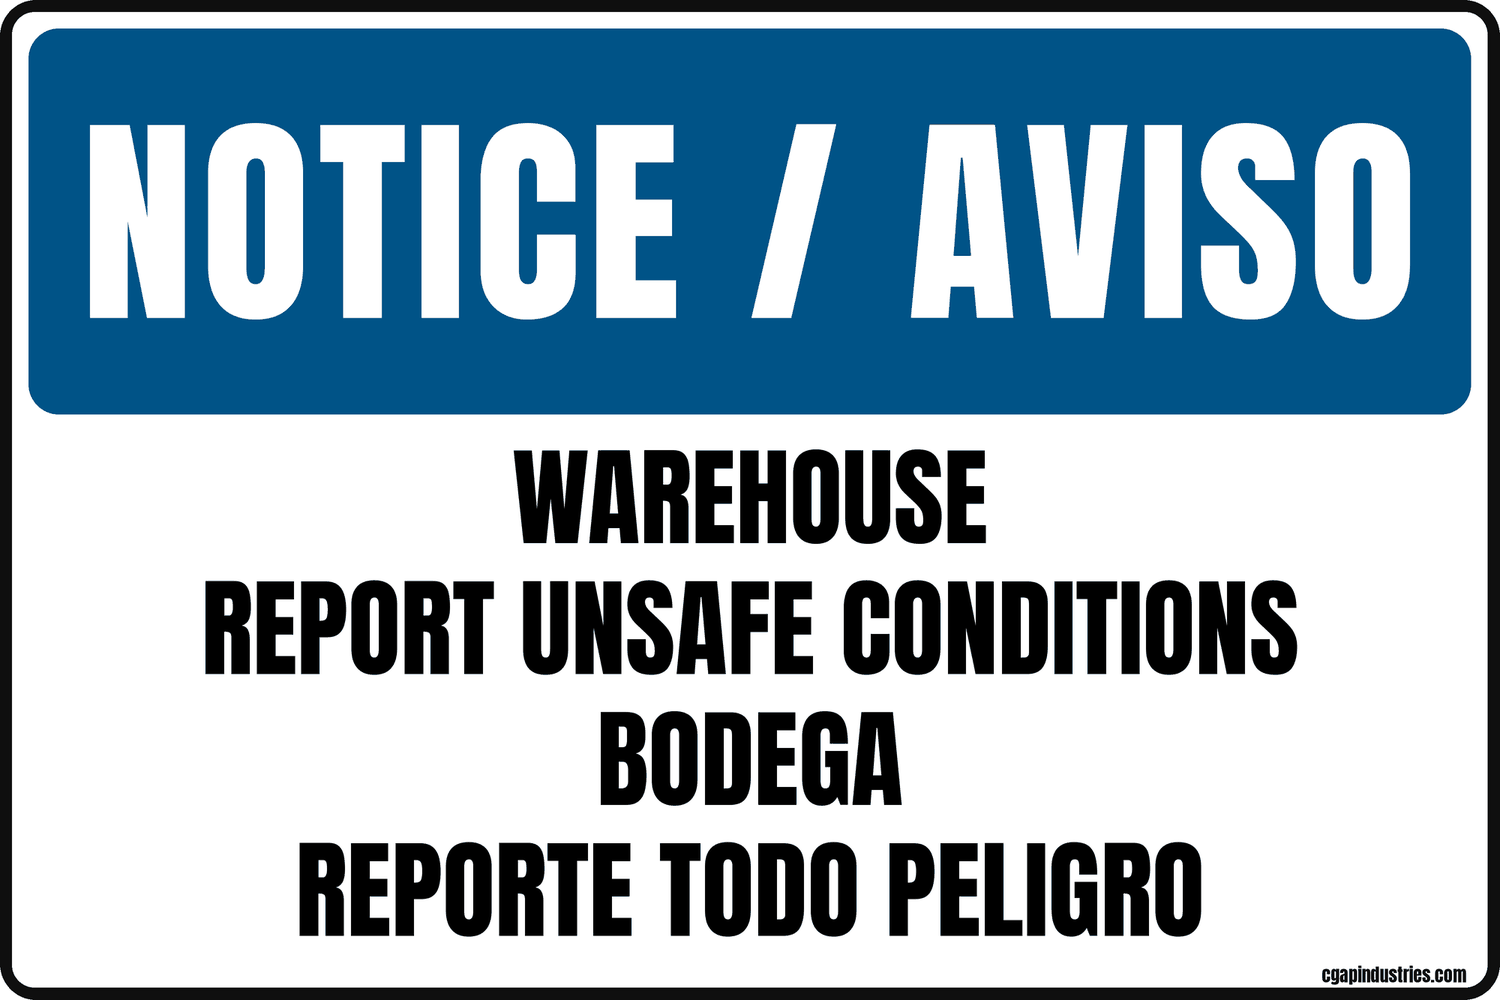 NOTICE / AVISO
WAREHOUSE
REPORT UNSAFE CONDITIONS
BODEGA
REPORTE TODO PELIGRO
cgapindustries.com